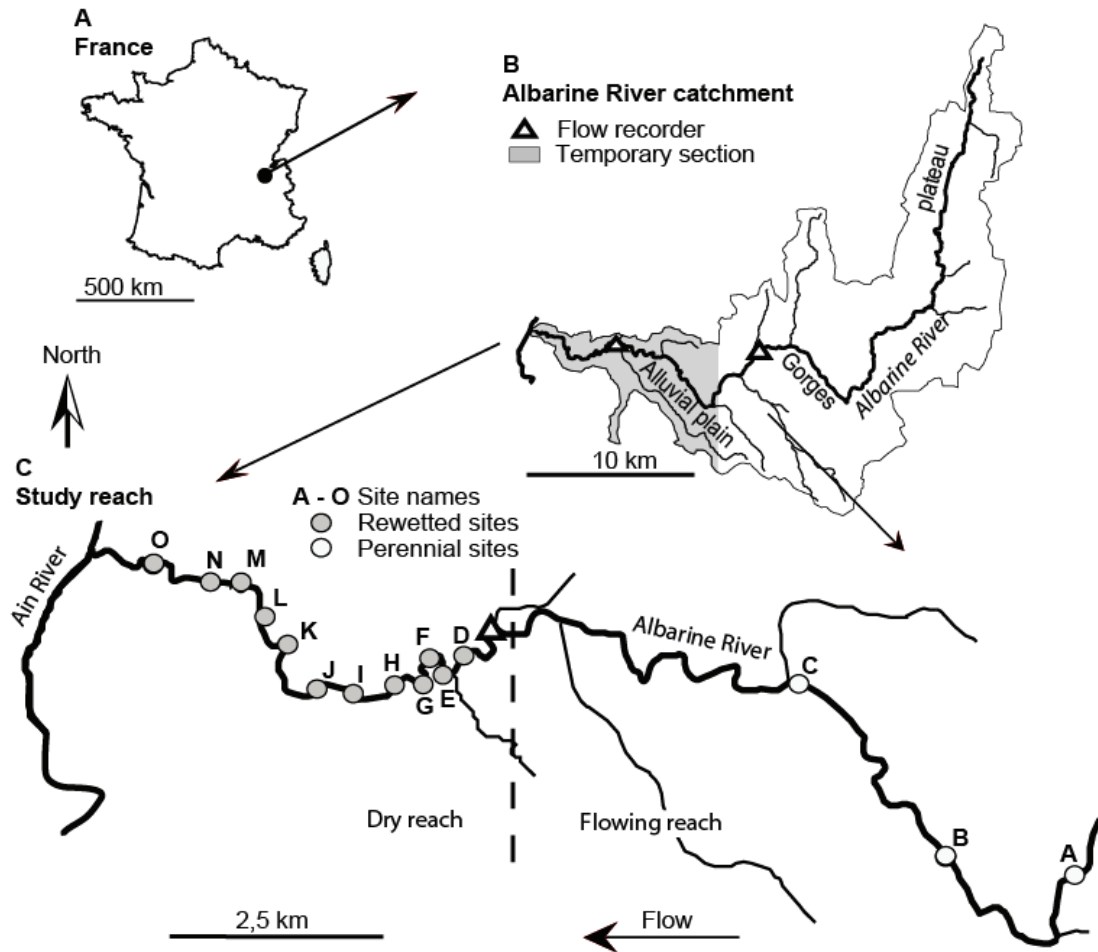 A
France
500 km
North
B
Albarine River catchment
Flow recorder
Temporary section
plateau
Albarine River
Gorges
Alluvial plain
10 km
C
Study reach
A - O Site names
Rewetted sites
Perennial sites
Ain River
O
N
M
L
K
J
I
H
G
F
E
D
Albarine River
C
B
A
Dry reach
Flowing reach
2,5 km
Flow